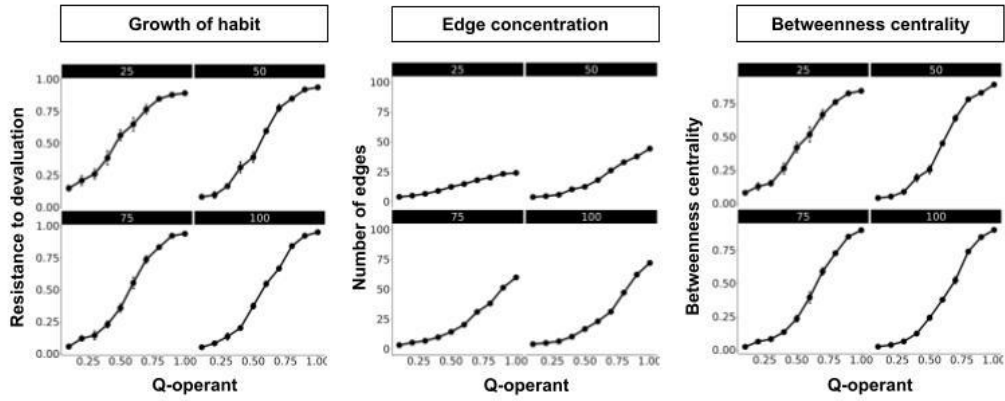 Growth of habit
Edge concentration
Betweenness centrality
Resistance to devaluation
25
50
1.00
0.75
0.50
0.25
0.00
75
100
1.00
0.75
0.50
0.25
0.00
0.25 0.50 0.75 1.00
0.25 0.50 0.75 1.00
Q-operant
Number of edges
25
50
100
75
50
25
0
75
100
100
75
50
25
0
0.25 0.50 0.75 1.00
0.25 0.50 0.75 1.00
Q-operant
Betweenness centrality
25
50
0.75
0.50
0.25
0.00
75
100
0.75
0.50
0.25
0.00
0.25 0.50 0.75 1.00
0.25 0.50 0.75 1.00
Q-operant